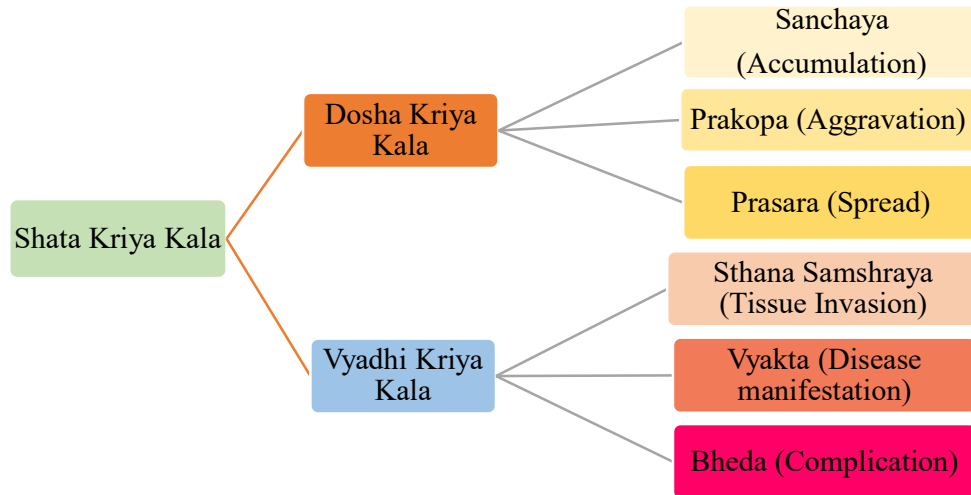 Shata Kriya Kala
Dosha Kriya
Kala
Sanchaya
(Accumulation)
Prakopa (Aggravation)
Prasara (Spread)
Vyadhi Kriya
Kala
Sthana Samshraya
(Tissue Invasion)
Vyakta (Disease
manifestation)
Bheda (Complication)